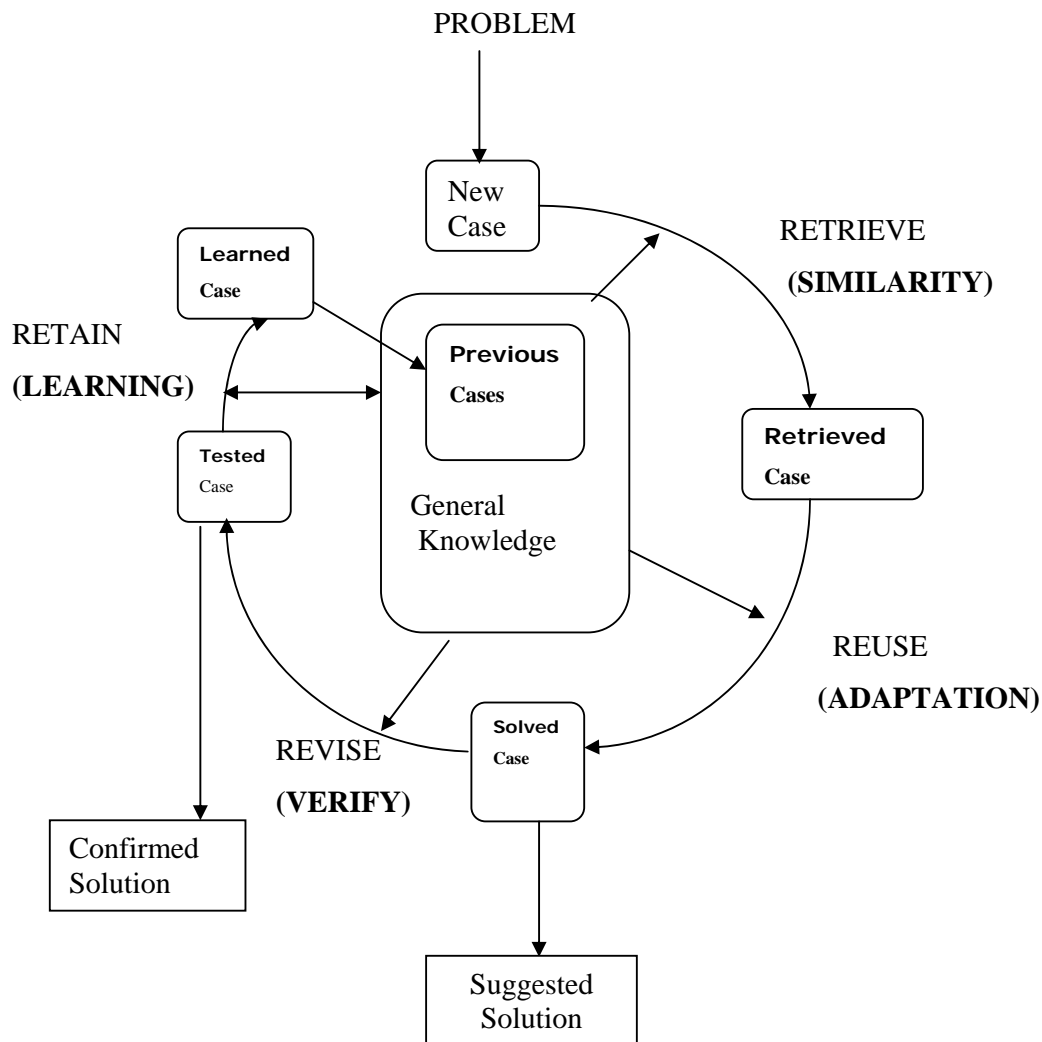 PROBLEM
New
Case
RETRIEVE
(SIMILARITY)
Learned
Case
RETAIN
(LEARNING)
Previous
Cases
Retrieved
Case
Tested
Case
General
Knowledge
REUSE
(ADAPTATION)
Solved
Case
REVISE
(VERIFY)
Confirmed
Solution
Suggested
Solution